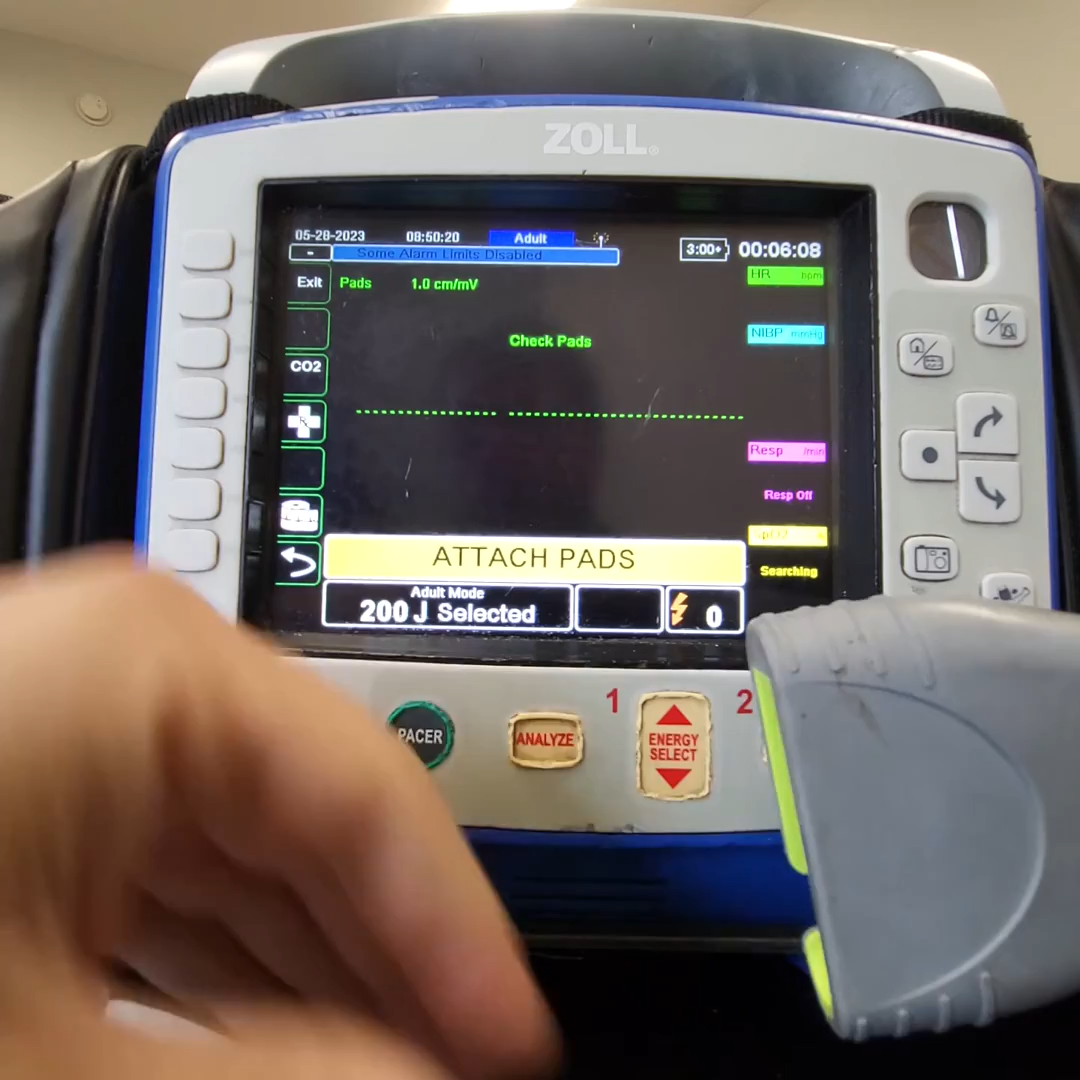 ZOLL®
05-28-2023 08:50:20 Adult 3:00+ 00:06:08
- Some Alarm Limits Disabled
HR bpm
Exit Pads 1.0 cm/mV
NIBP mmHg
Check Pads
CO2
Rx
Resp /min
Resp Off
ATTACH PADS
Searching
Adult Mode
200 J Selected
0
1 2
PACER ANALYZE ENERGY
SELECT